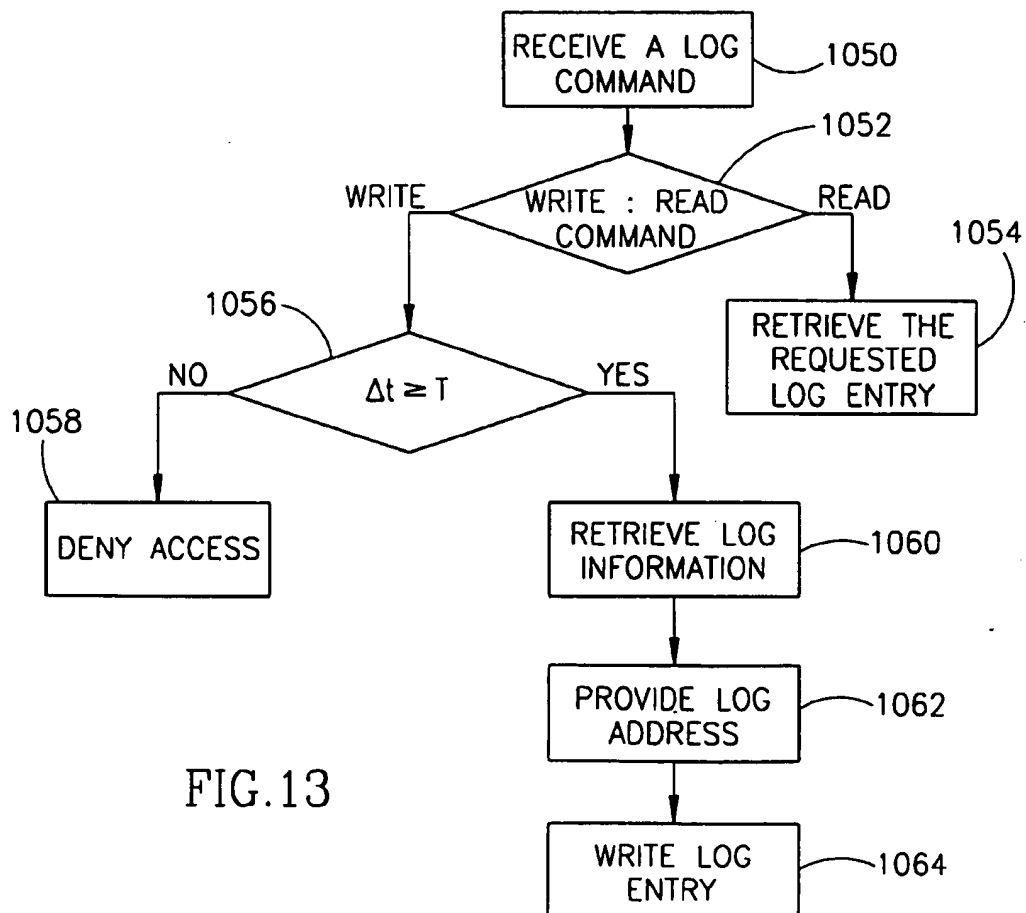 RECEIVE A LOG
COMMAND
1050
1052
WRITE
WRITE : READ
COMMAND
READ
1054
RETRIEVE THE
REQUESTED
LOG ENTRY
1056
NO
Δt ≥ T
YES
1058
DENY ACCESS
RETRIEVE LOG
INFORMATION
1060
PROVIDE LOG
ADDRESS
1062
FIG.13
WRITE LOG
ENTRY
1064